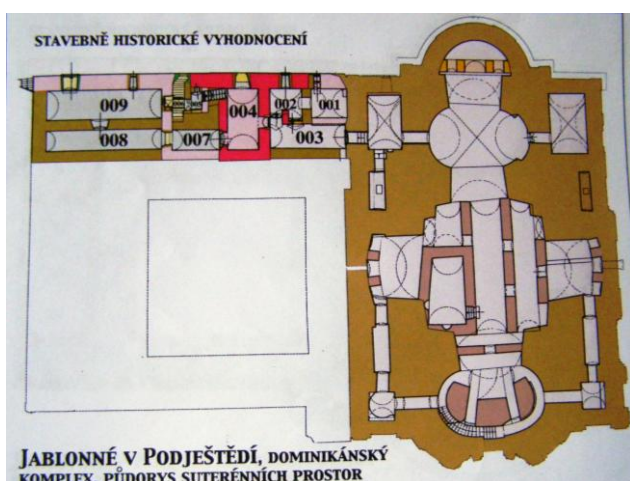 STAVEBNĚ HISTORICKÉ VYHODNOCENÍ
009
004
002
001
008
007
003
JABLONNÉ V PODJEŠTĚDÍ, DOMINIKÁNSKÝ
KOMPLEX, PŮDORYS SUTERÉNNÍCH PROSTOR